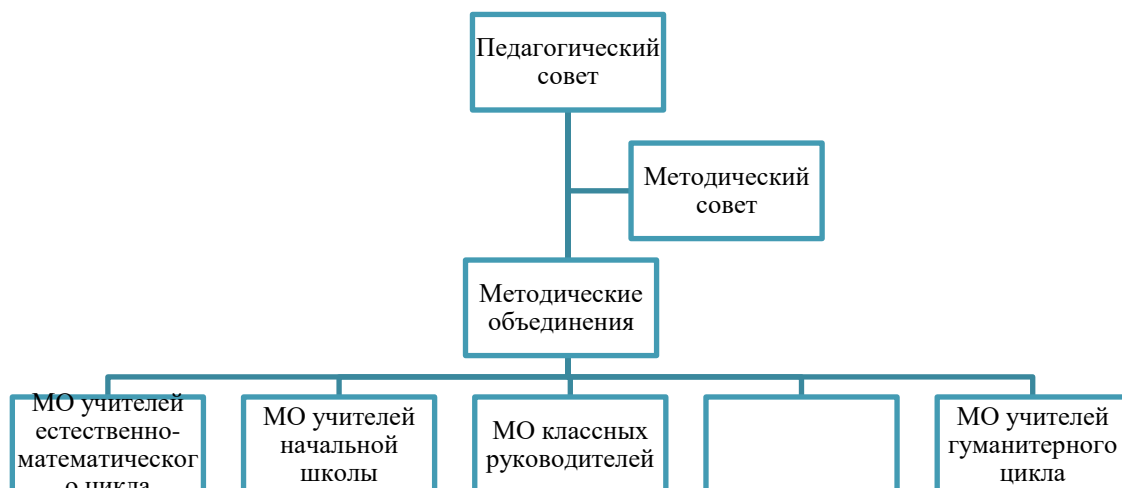 Педагогический
совет
Методический
совет
Методические
объединения
МО учителей
естественно-
математическог
о цикла
МО учителей
начальной
школы
МО классных
руководителей
МО учителей
гуманитерного
цикла